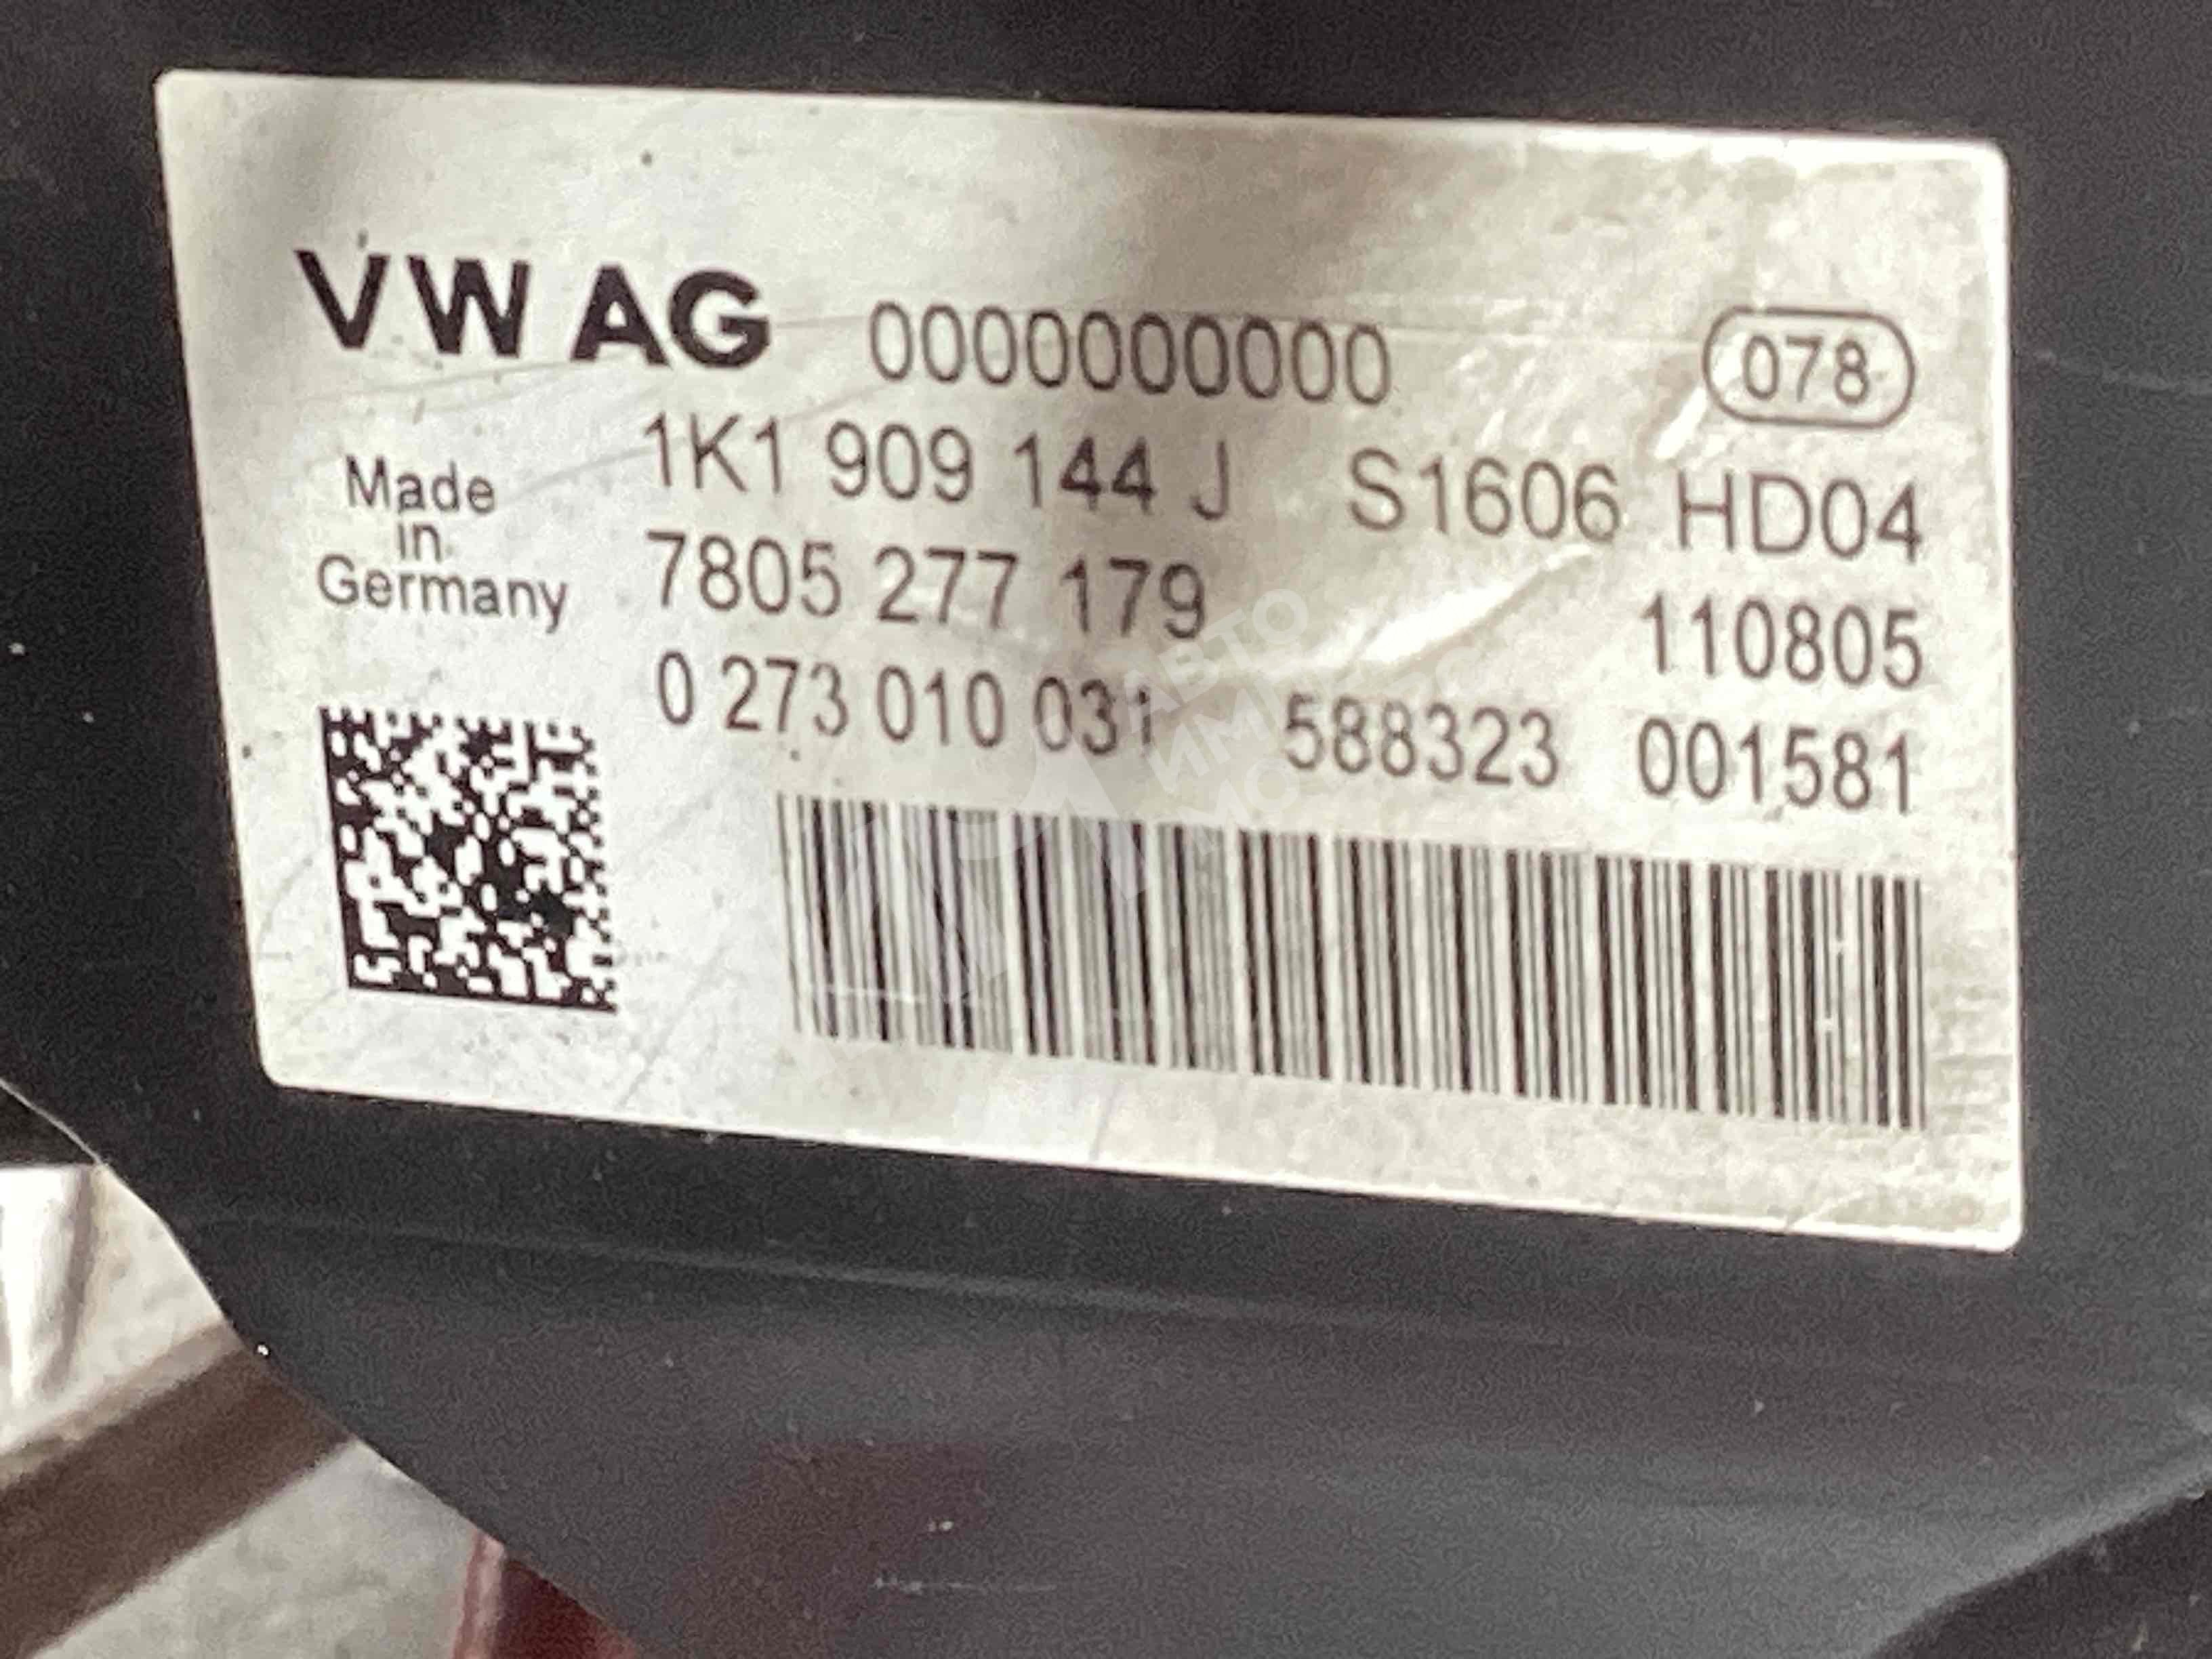 VW AG 0000000000 078
Made in Germany
1K1 909 144 J S1606 HD04
7805 277 179 110805
0 273 010 031 588323 001581
АВТО